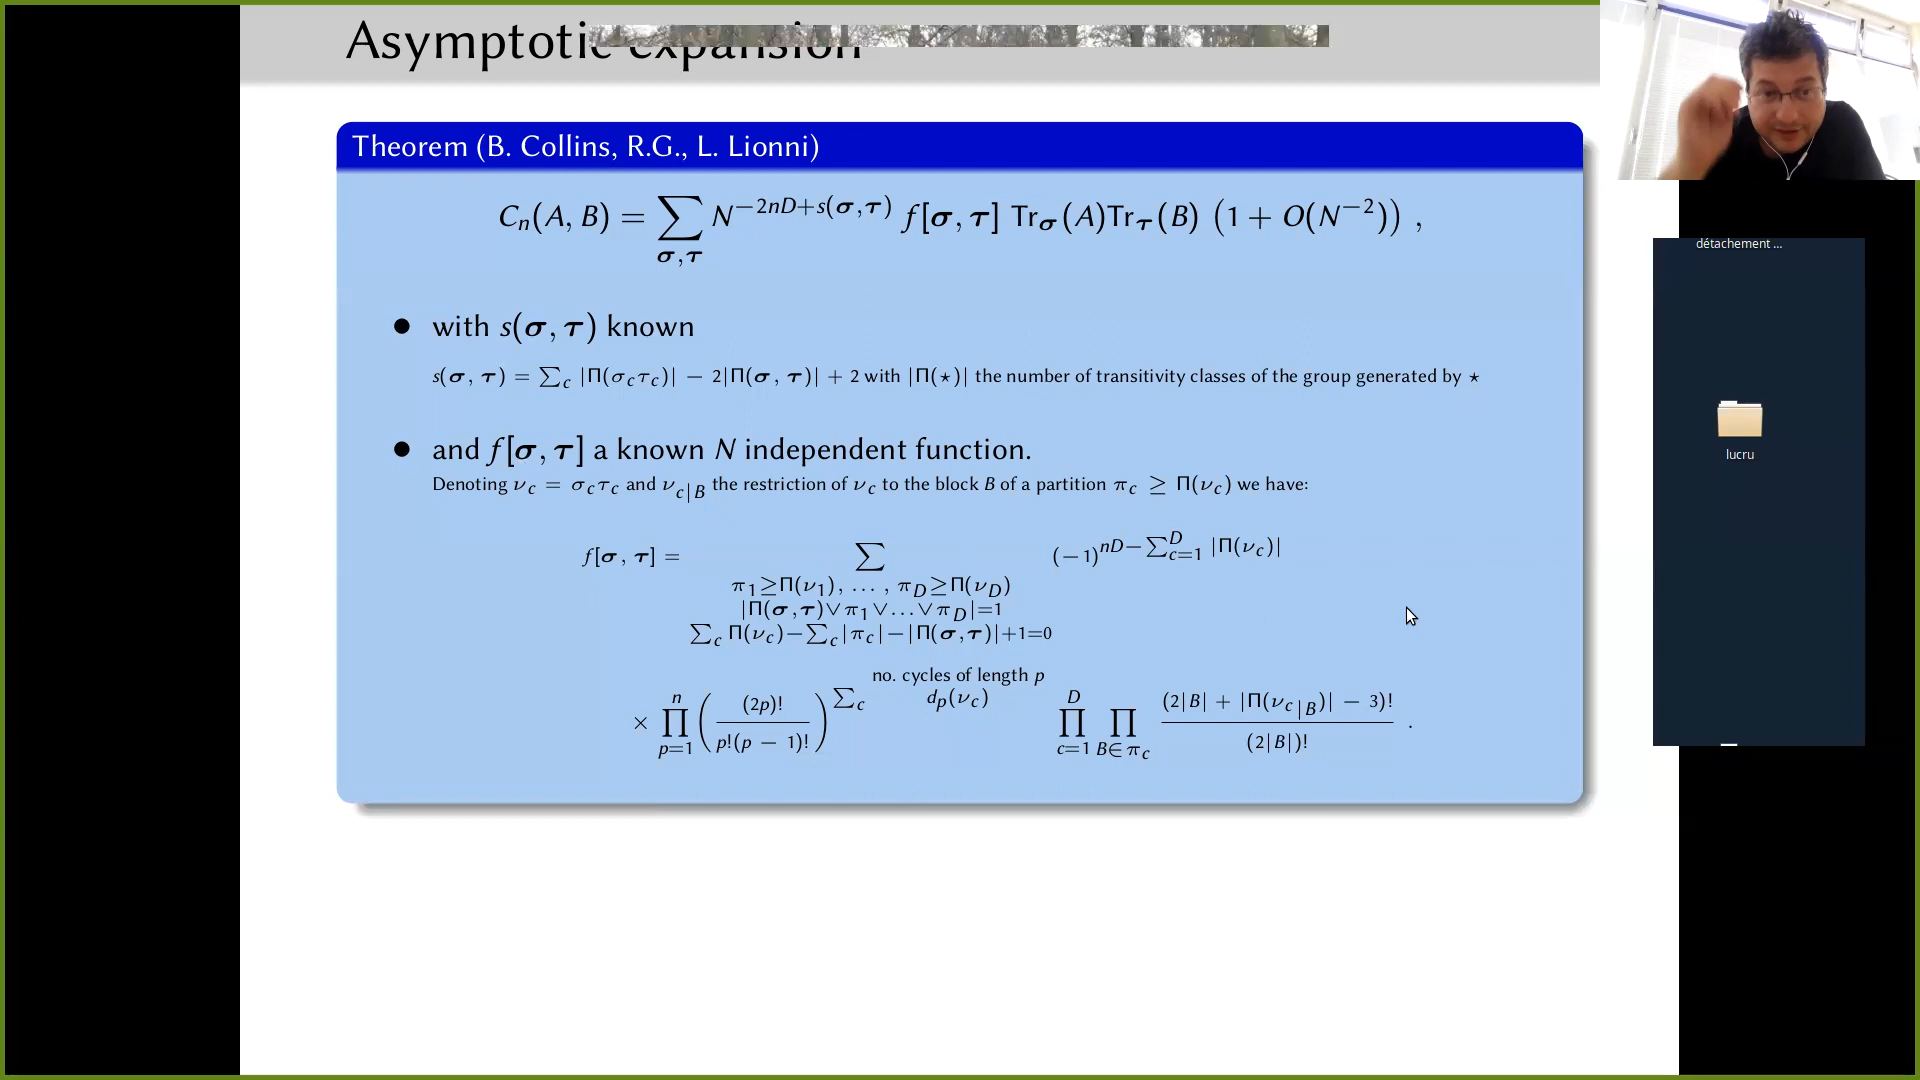 Asymptotic expansion
Theorem (B. Collins, R.G., L. Lionni)
C_n(A, B) = ∑_{σ,τ} N^{−2nD+s(σ,τ)} f[σ, τ] Tr_σ(A)Tr_τ(B) (1 + O(N^{−2})) ,
● with s(σ, τ) known
s(σ, τ) = ∑_c |Π(σ_cτ_c)| − 2|Π(σ, τ)| + 2 with |Π(⋆)| the number of transitivity classes of the group generated by ⋆
● and f[σ, τ] a known N independent function.
Denoting ν_c = σ_cτ_c and ν_{c|B} the restriction of ν_c to the block B of a partition π_c ≥ Π(ν_c) we have:
f[σ, τ] = ∑ (−1)^{nD−∑_{c=1}^{D} |Π(ν_c)|}
π_1≥Π(ν_1), … , π_D≥Π(ν_D)
|Π(σ,τ)∨π_1∨…∨π_D|=1
∑_c Π(ν_c)−∑_c|π_c|−|Π(σ,τ)|+1=0
× ∏_{p=1}^{n} ( (2p)! / p!(p − 1)! )^{∑_c d_p(ν_c)} ∏_{c=1}^{D} ∏_{B∈π_c} (2|B| + |Π(ν_{c|B})| − 3)! / (2|B|)! .
no. cycles of length p
détachement ...
lucru